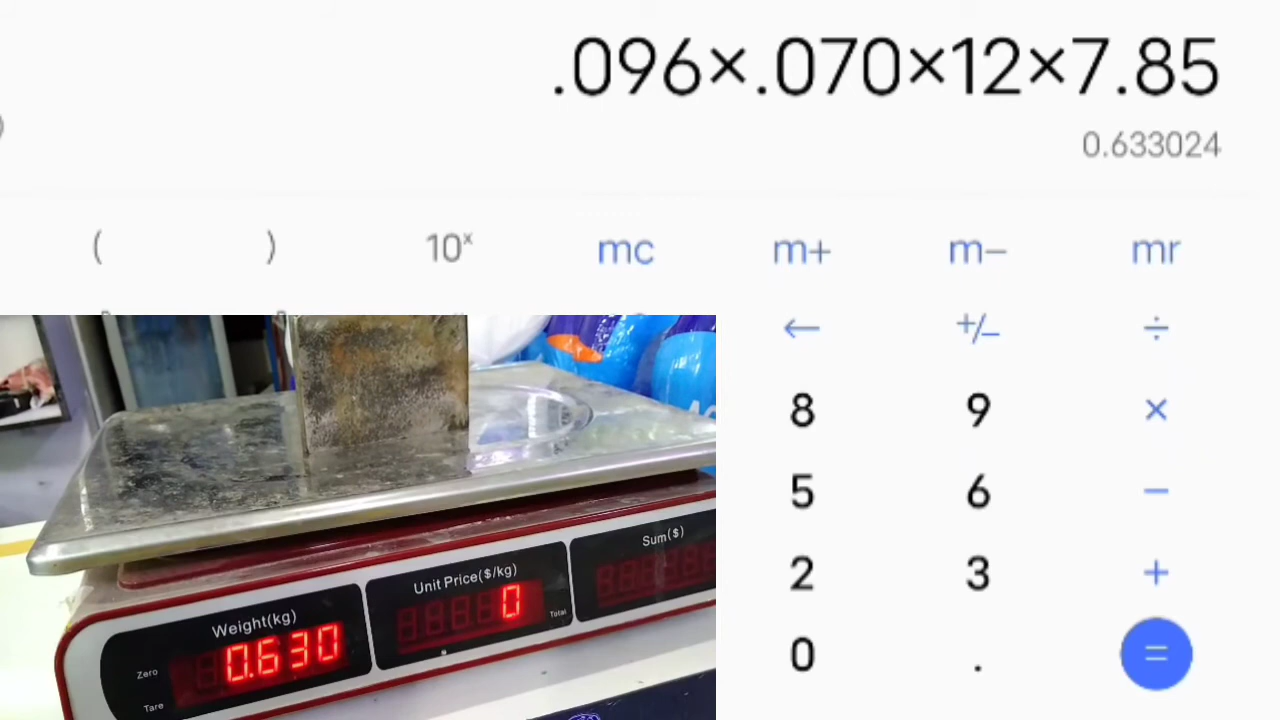 .096×.070×12×7.85
0.633024
)
( ) 10ˣ mc m+ m− mr
← +/− ÷
8 9 ×
5 6 −
2 3 +
0 . =
Sum($)
Unit Price($/kg)
0
Total
Weight(kg)
0.630
Zero
Tare